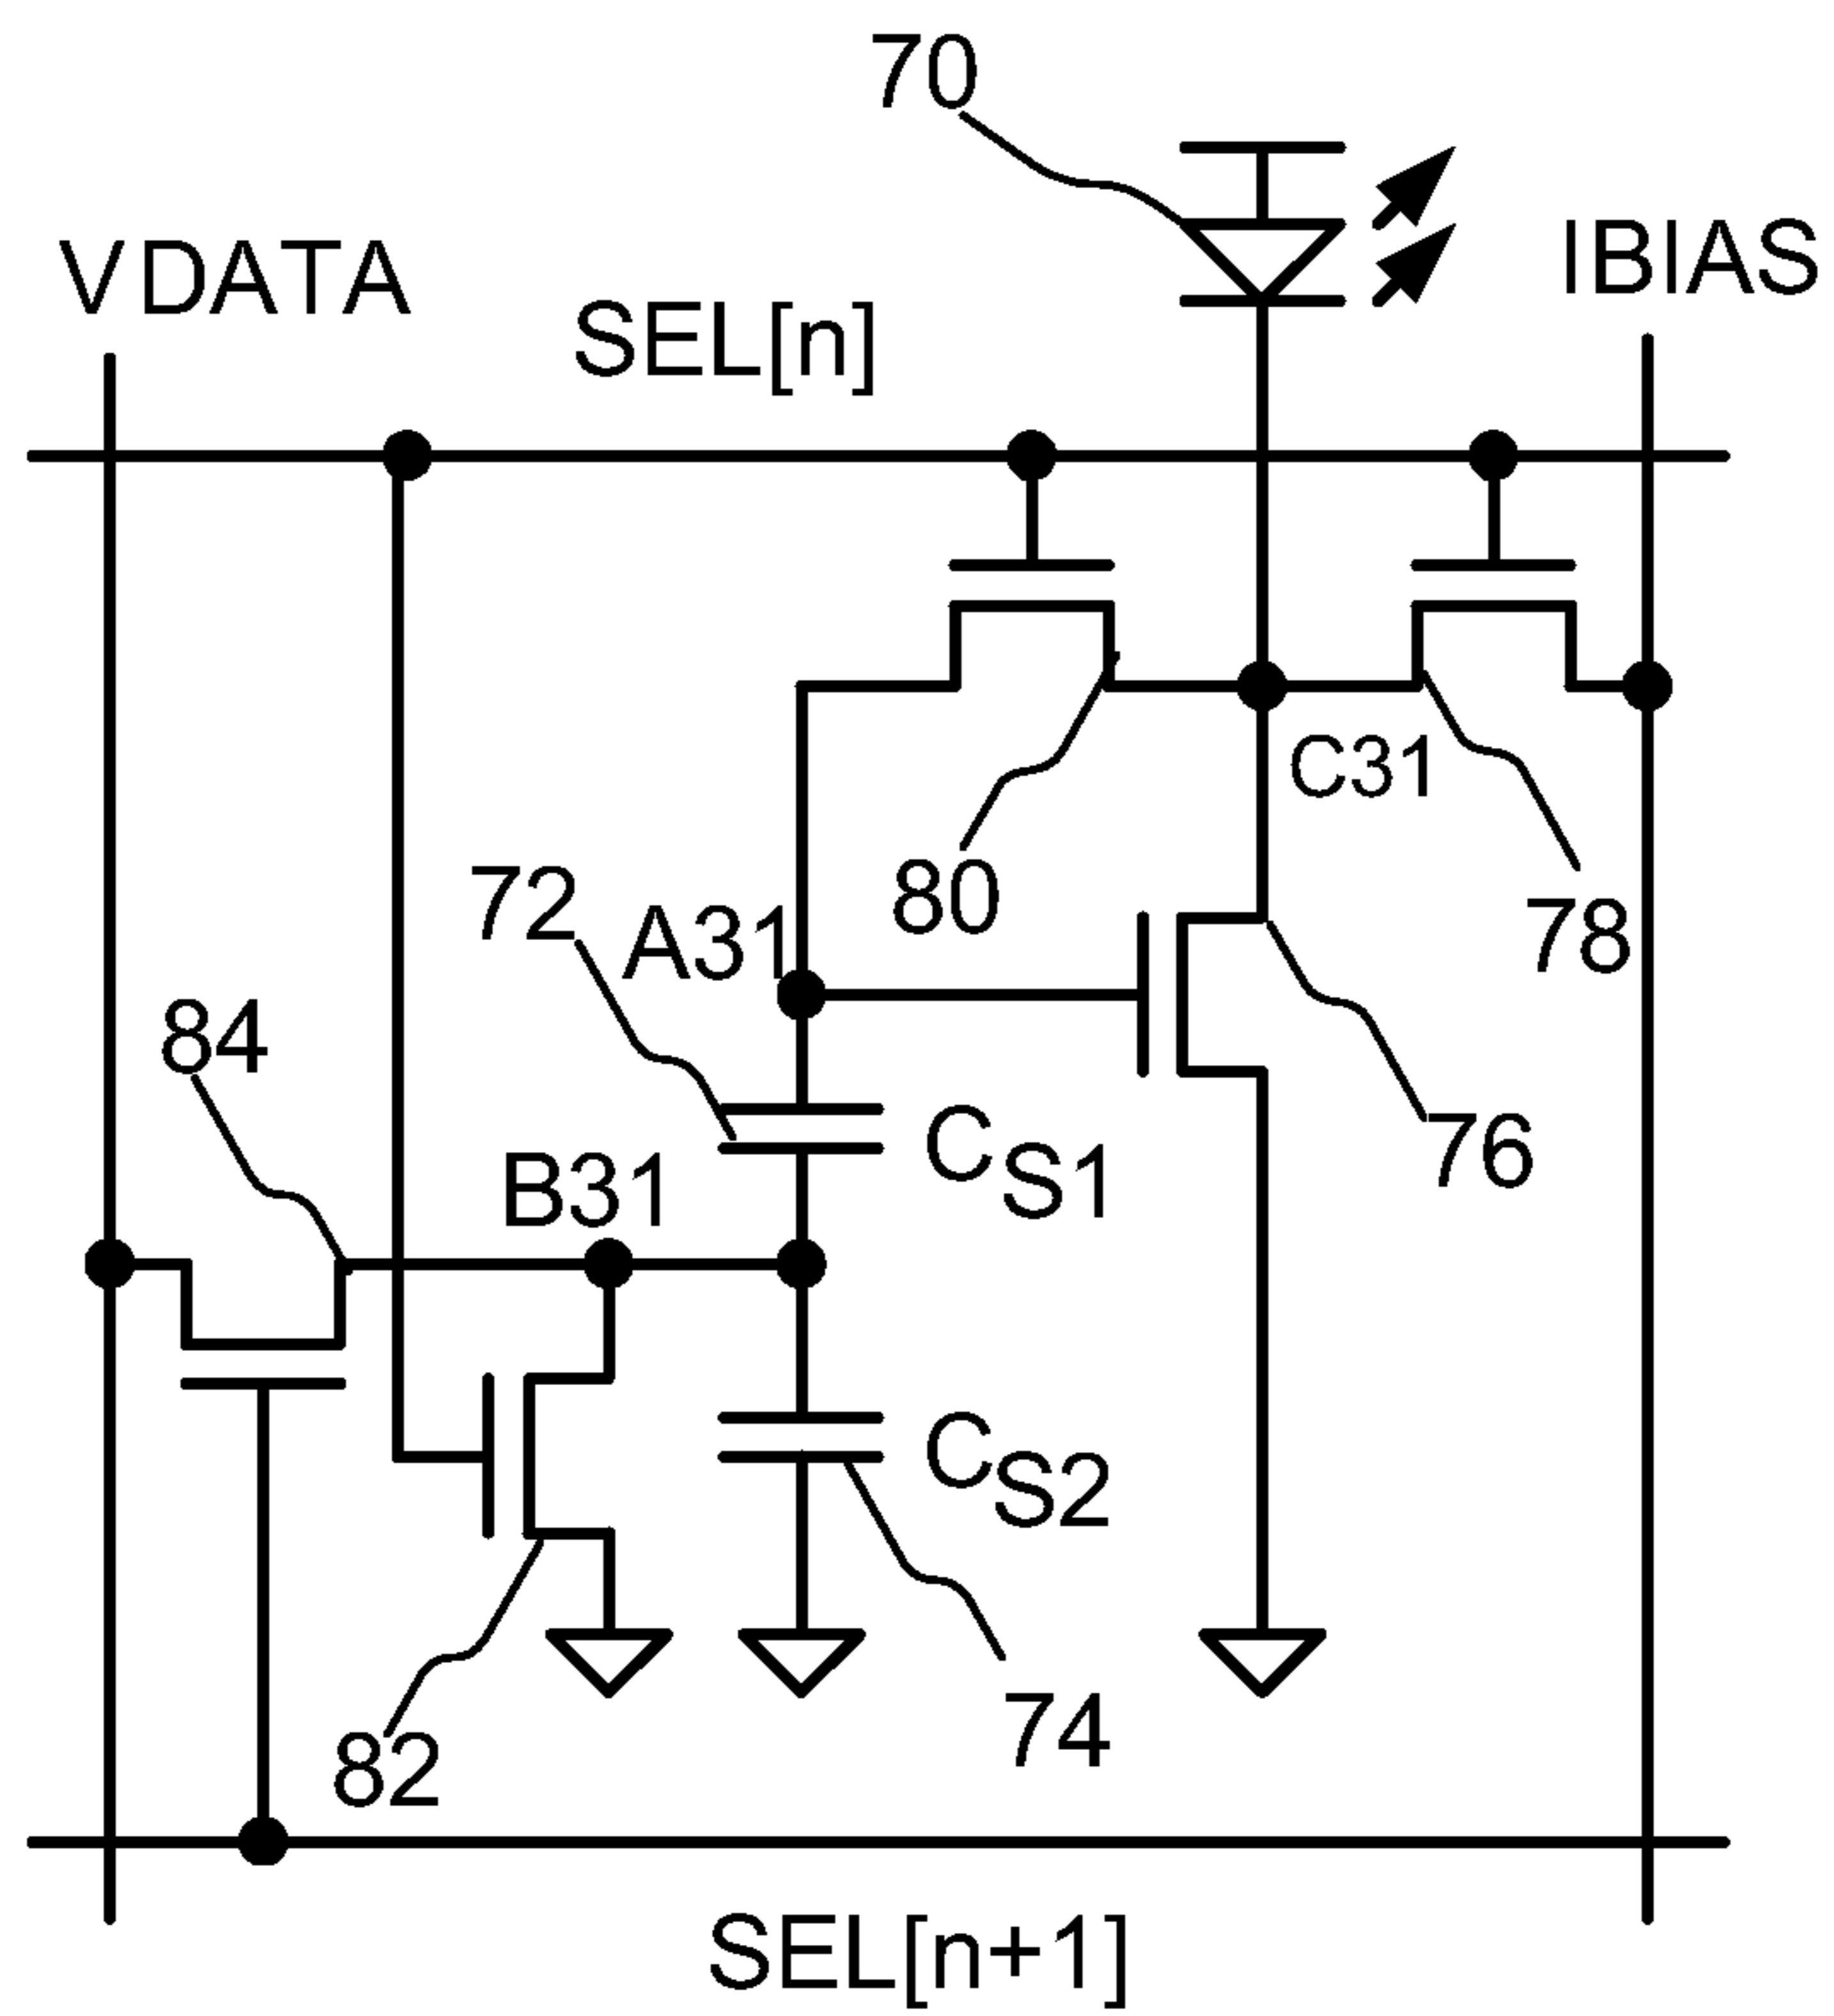 70
VDATA
IBIAS
SEL[n]
C31
72
80
A31
78
84
CS1
76
B31
CS2
74
82
SEL[n+1]